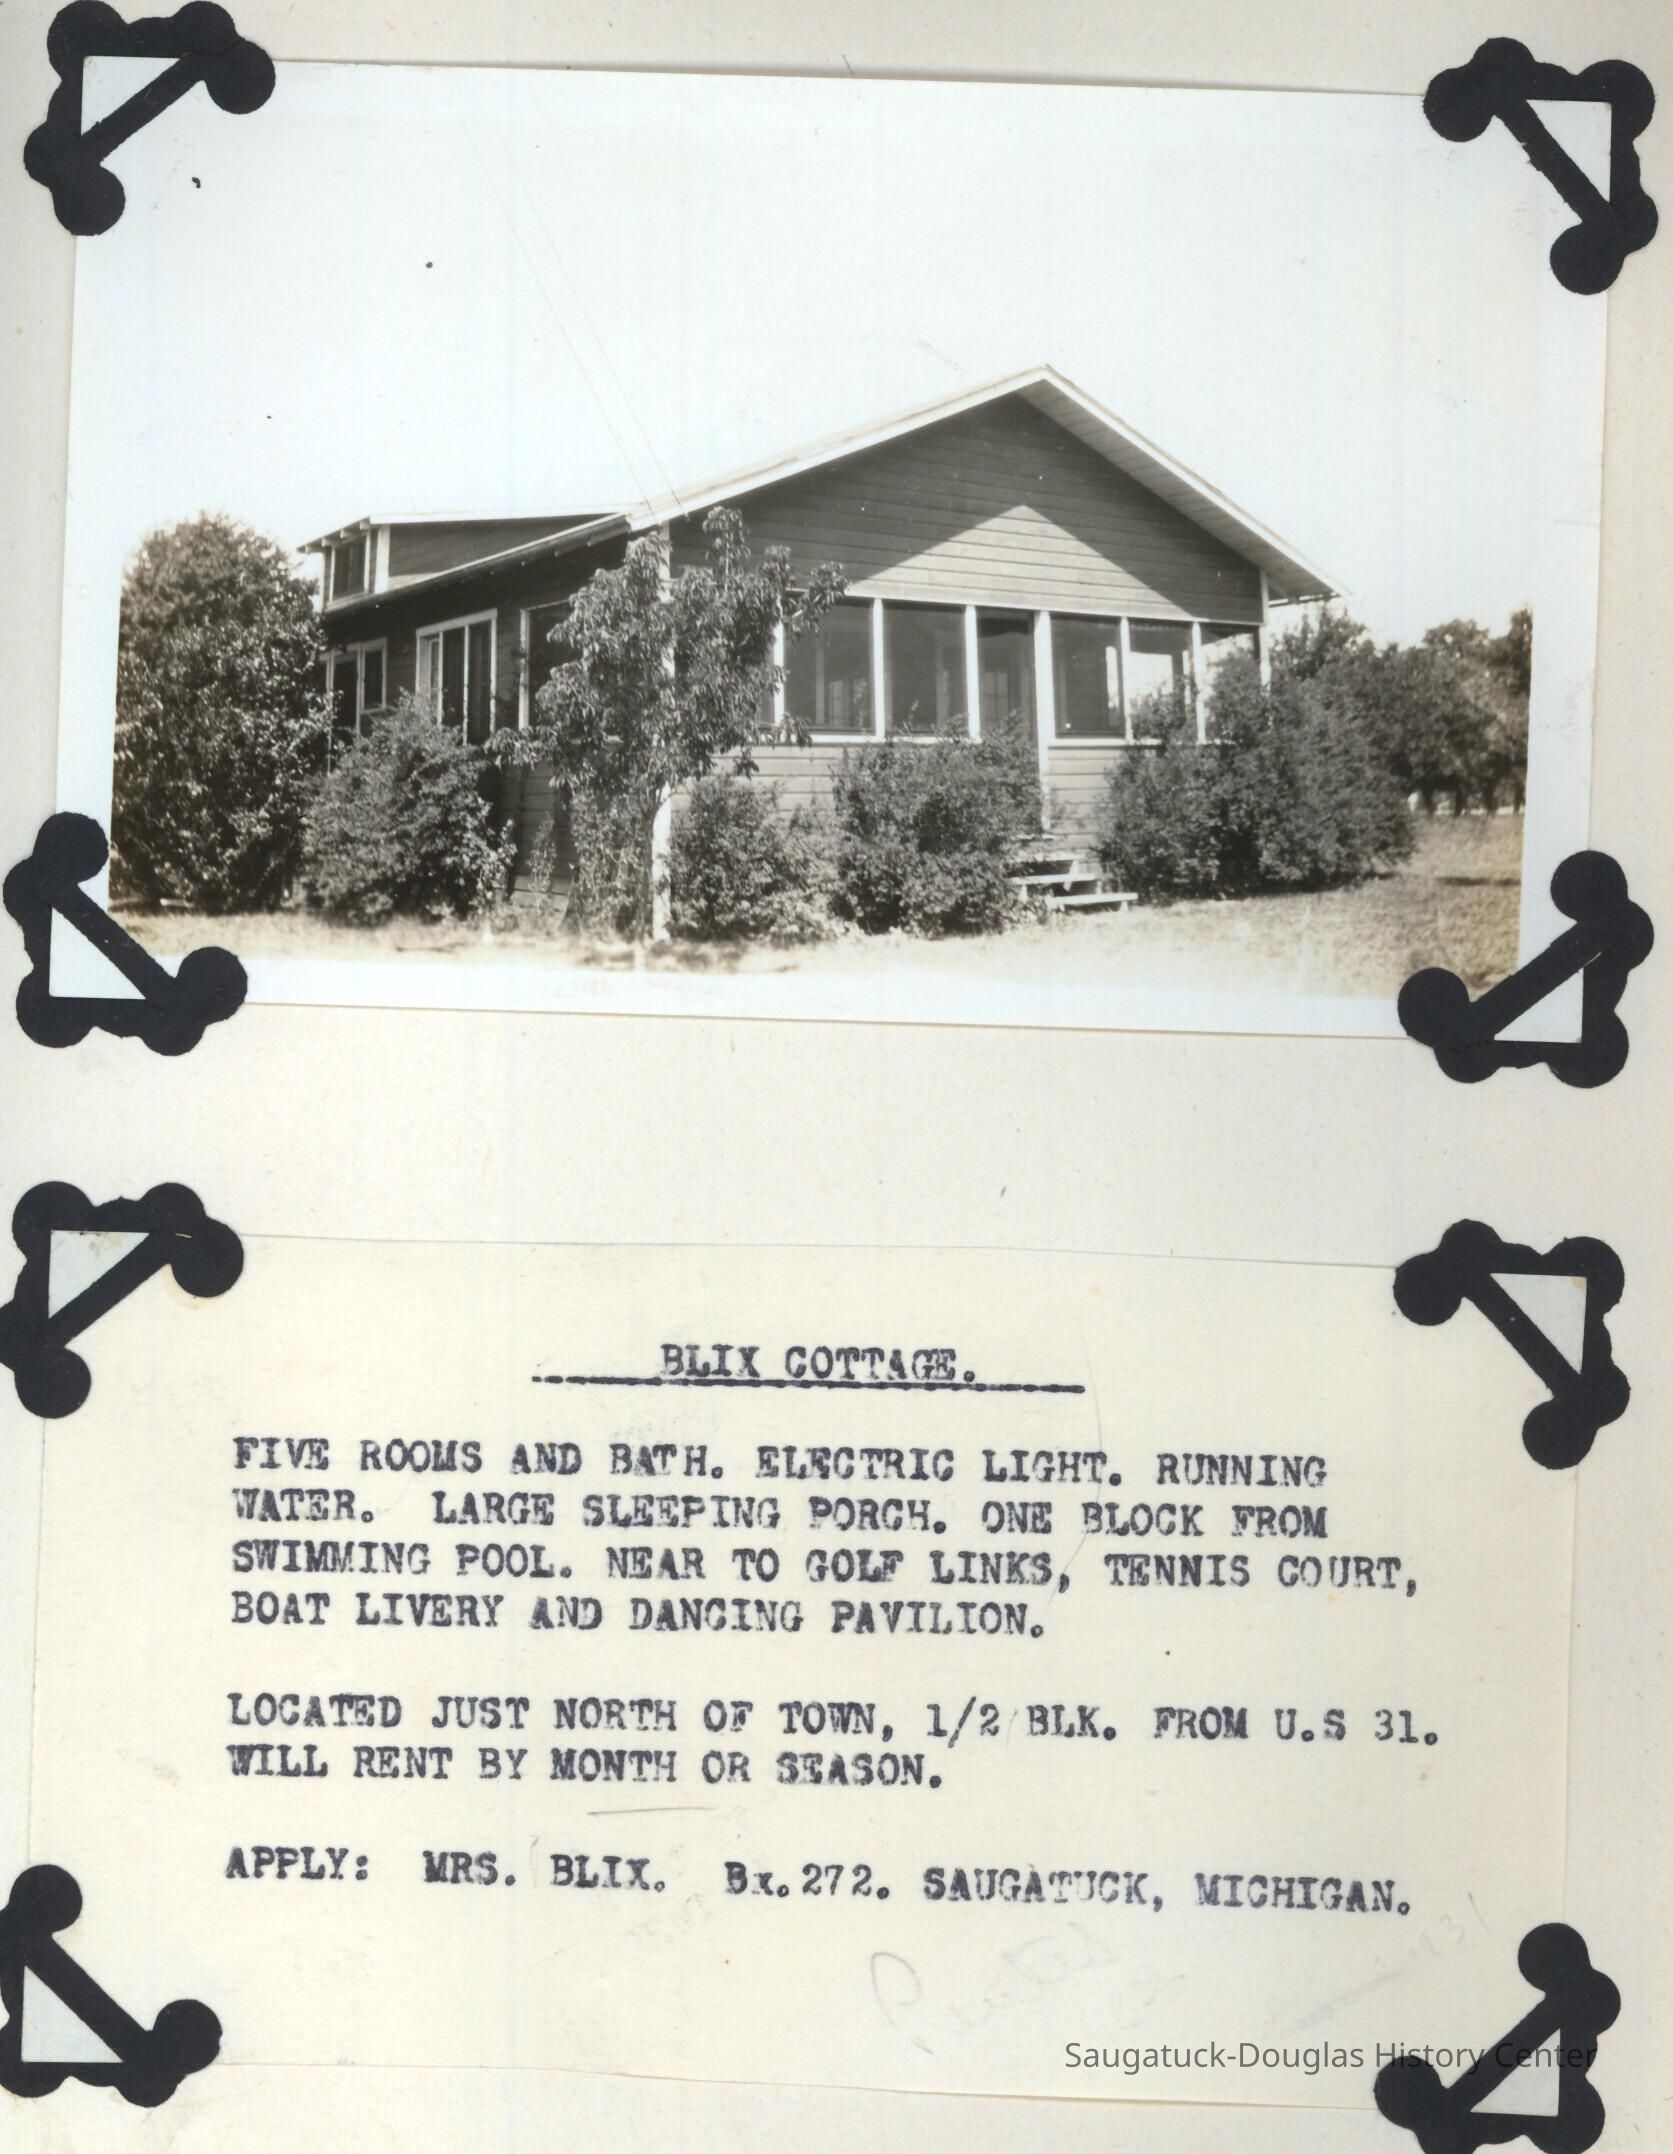 BLIX COTTAGE.
FIVE ROOMS AND BATH. ELECTRIC LIGHT. RUNNING
WATER. LARGE SLEEPING PORCH. ONE BLOCK FROM
SWIMMING POOL. NEAR TO GOLF LINKS, TENNIS COURT,
BOAT LIVERY AND DANCING PAVILION.
LOCATED JUST NORTH OF TOWN, 1/2 BLK. FROM U.S 31.
WILL RENT BY MONTH OR SEASON.
APPLY: MRS. BLIX. Bx.272. SAUGATUCK, MICHIGAN.
Rented
Saugatuck-Douglas History Center